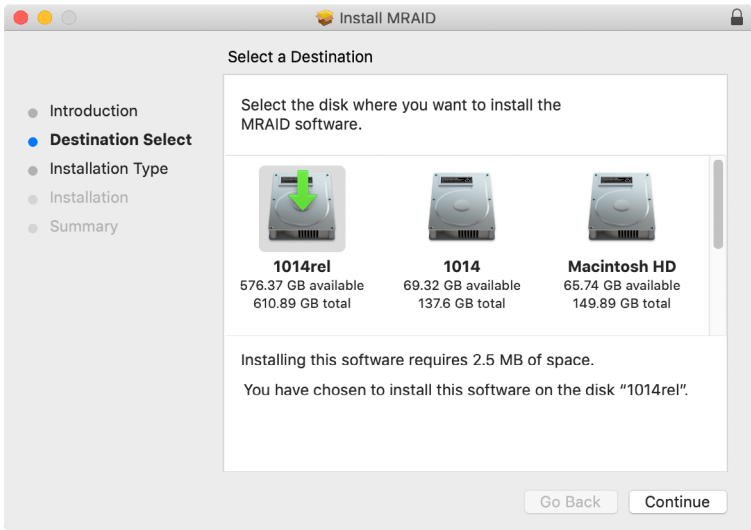 Install MRAID
Select a Destination
Introduction
Destination Select
Installation Type
Installation
Summary
Select the disk where you want to install the
MRAID software.
1014rel
576.37 GB available
610.89 GB total
1014
69.32 GB available
137.6 GB total
Macintosh HD
65.74 GB available
149.89 GB total
Installing this software requires 2.5 MB of space.
You have chosen to install this software on the disk “1014rel”.
Go Back
Continue